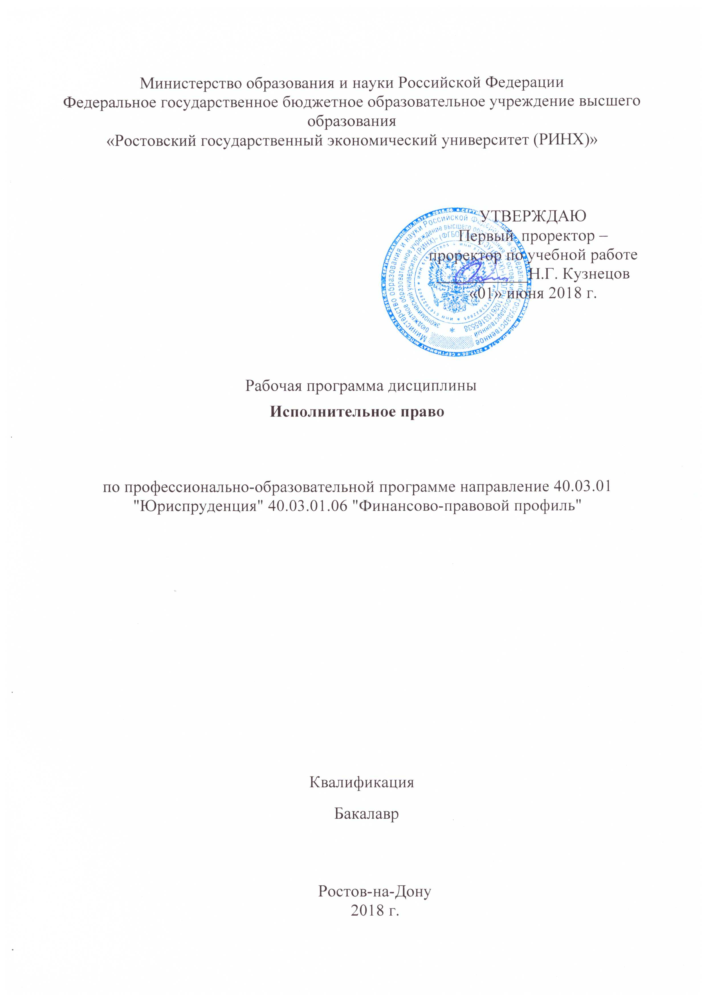 Министерство образования и науки Российской Федерации
Федеральное государственное бюджетное образовательное учреждение высшего
образования
«Ростовский государственный экономический университет (РИНХ)»
УТВЕРЖДАЮ
Первый проректор –
проректор по учебной работе
Н.Г. Кузнецов
«01» июня 2018 г.
Рабочая программа дисциплины
Исполнительное право
по профессионально-образовательной программе направление 40.03.01
"Юриспруденция" 40.03.01.06 "Финансово-правовой профиль"
Квалификация
Бакалавр
Ростов-на-Дону
2018 г.